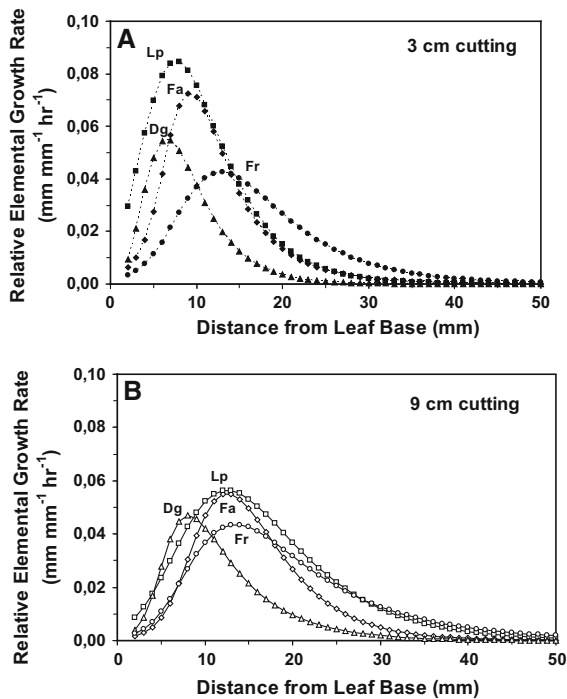 A
3 cm cutting
Relative Elemental Growth Rate
(mm mm-1 hr-1)
0,10
0,08
0,06
0,04
0,02
0,00
Lp
Fa
Dg
Fr
0 10 20 30 40 50
Distance from Leaf Base (mm)
B
9 cm cutting
Relative Elemental Growth Rate
(mm mm-1 hr-1)
0,10
0,08
0,06
0,04
0,02
0,00
Lp
Dg
Fa
Fr
0 10 20 30 40 50
Distance from Leaf Base (mm)